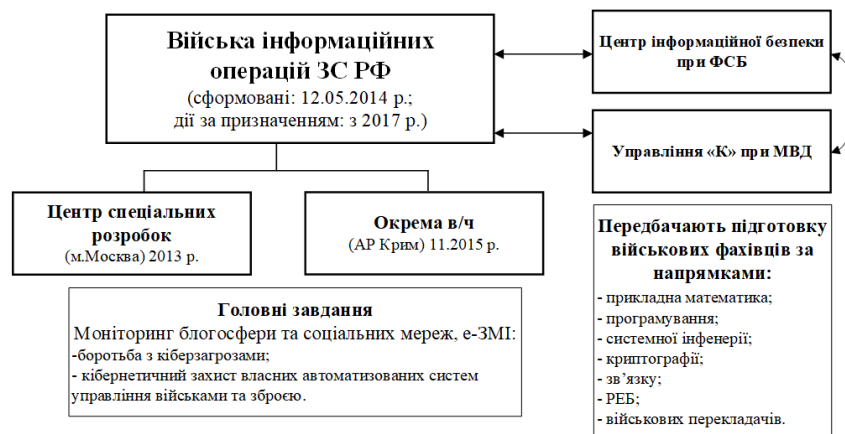 Війська інформаційних
операцій ЗС РФ
(сформовані: 12.05.2014 р.;
дії за призначенням: з 2017 р.)
Центр інформаційної безпеки
при ФСБ
Управління «К» при МВД
Центр спеціальних
розробок
(м.Москва) 2013 р.
Окрема в/ч
(АР Крим) 11.2015 р.
Головні завдання
Моніторинг блогосфери та соціальних мереж, е-ЗМІ:
-боротьба з кіберзагрозами;
- кібернетичний захист власних автоматизованих систем
управління військами та зброєю.
Передбачають підготовку
військових фахівців за
напрямками:
- прикладна математика;
- програмування;
- системної інфенерії;
- криптографії;
- зв’язку;
- РЕБ;
- військових перекладачів.